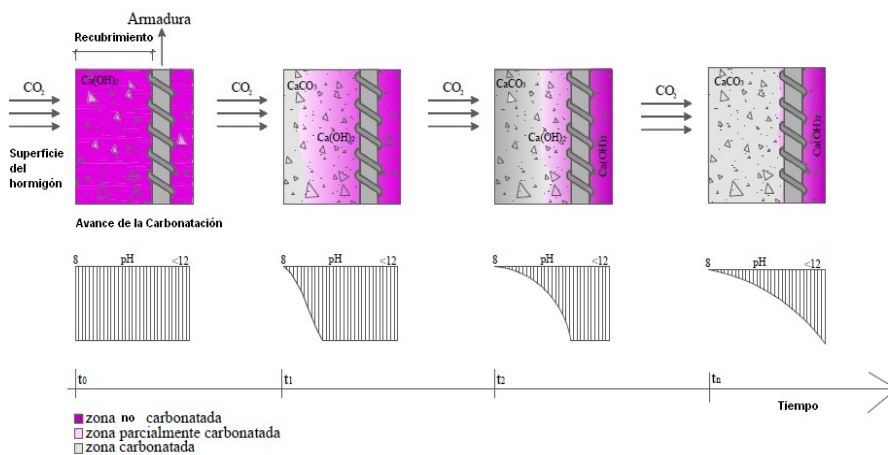 Armadura
Recubrimiento
Ca(OH)2
CO2
Superficie
del
hormigón
CO2
CaCO3
Ca(OH)2
CO2
CaCO3
Ca(OH)2
Ca(OH)2
CO2
CaCO3
Ca(OH)2
Avance de la Carbonatación
8 pH <12
8 pH <12
8 pH <12
8 pH <12
t0
t1
t2
tn
Tiempo
zona no carbonatada
zona parcialmente carbonatada
zona carbonatada